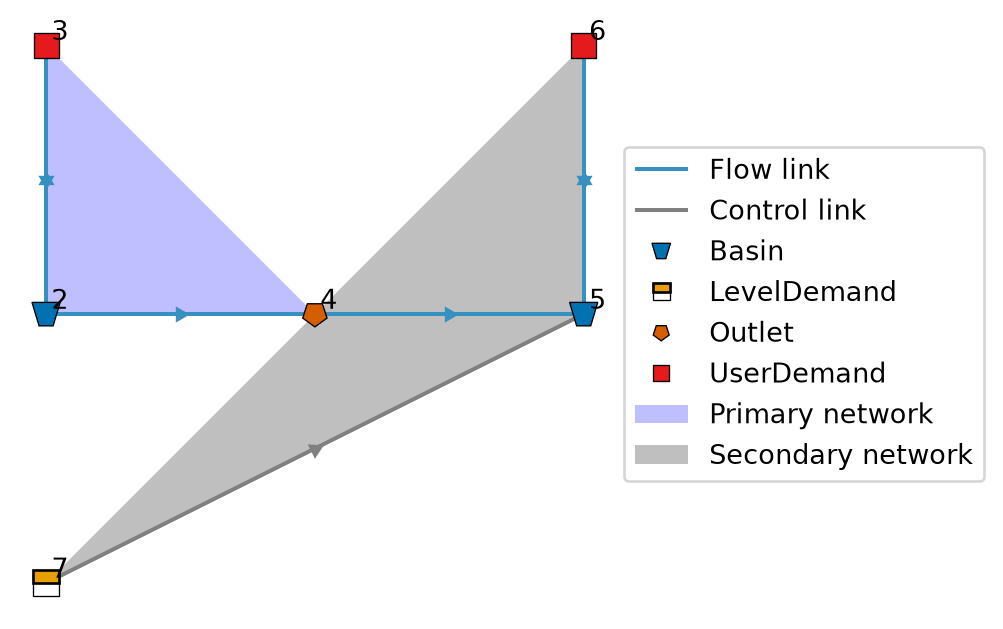 3
6
2
4
5
7
Flow link
Control link
Basin
LevelDemand
Outlet
UserDemand
Primary network
Secondary network